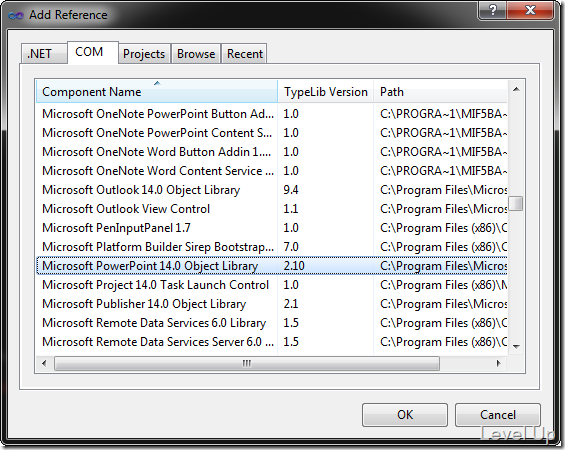 Add Reference
.NET COM Projects Browse Recent
Component Name TypeLib Version Path
Microsoft OneNote PowerPoint Button Ad... 1.0 C:\PROGRA~1\MIF5BA~
Microsoft OneNote PowerPoint Content S... 1.0 C:\PROGRA~1\MIF5BA~
Microsoft OneNote Word Button Addin 1.... 1.0 C:\PROGRA~1\MIF5BA~
Microsoft OneNote Word Content Service ... 1.0 C:\PROGRA~1\MIF5BA~
Microsoft Outlook 14.0 Object Library 9.4 C:\Program Files\Micros
Microsoft Outlook View Control 1.1 C:\Program Files\Micros
Microsoft PenInputPanel 1.7 1.0 C:\Program Files (x86)\C
Microsoft Platform Builder Sirep Bootstrap... 7.0 C:\Program Files (x86)\C
Microsoft PowerPoint 14.0 Object Library 2.10 C:\Program Files\Micros
Microsoft Project 14.0 Task Launch Control 1.0 C:\Program Files (x86)\C
Microsoft Publisher 14.0 Object Library 2.1 C:\Program Files\Micros
Microsoft Remote Data Services 6.0 Library 1.5 C:\Program Files (x86)\C
Microsoft Remote Data Services Server 6.0 ... 1.5 C:\Program Files (x86)\C
OK Cancel
Level Up